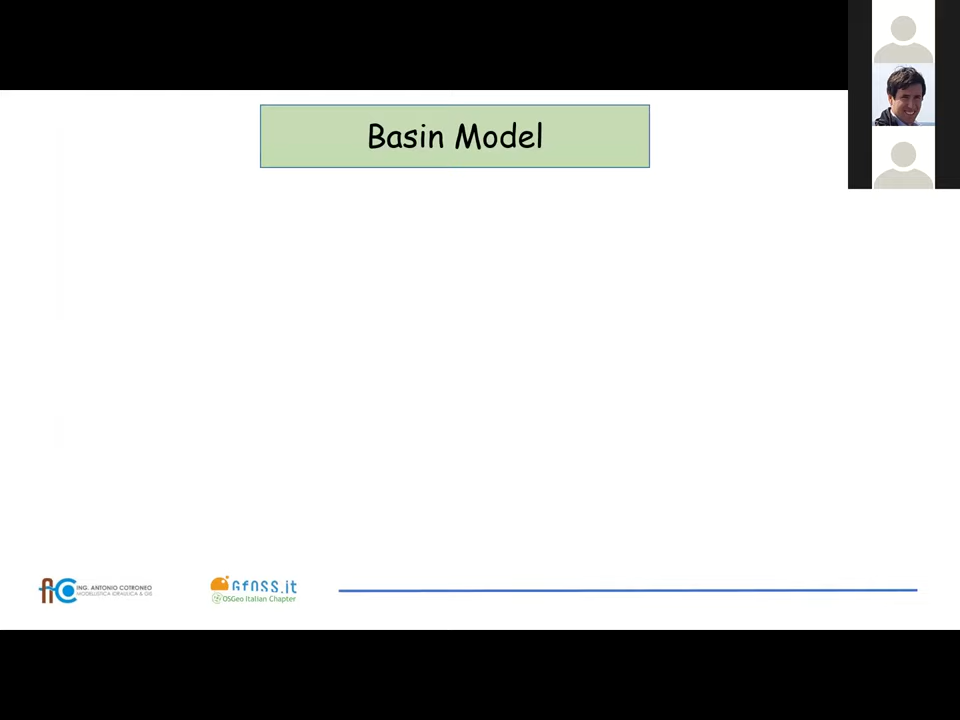 Basin Model
ING. ANTONIO COTRONEO
MODELLISTICA IDRAULICA & GIS
GFOSS.it
OSGeo Italian Chapter